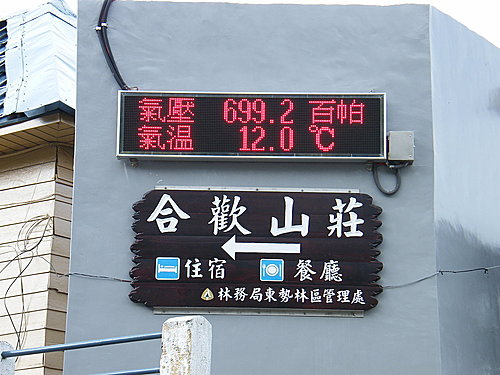 氣壓 699.2 百帕
氣溫 12.0 ℃
合歡山莊
住宿 餐廳
林務局東勢林區管理處